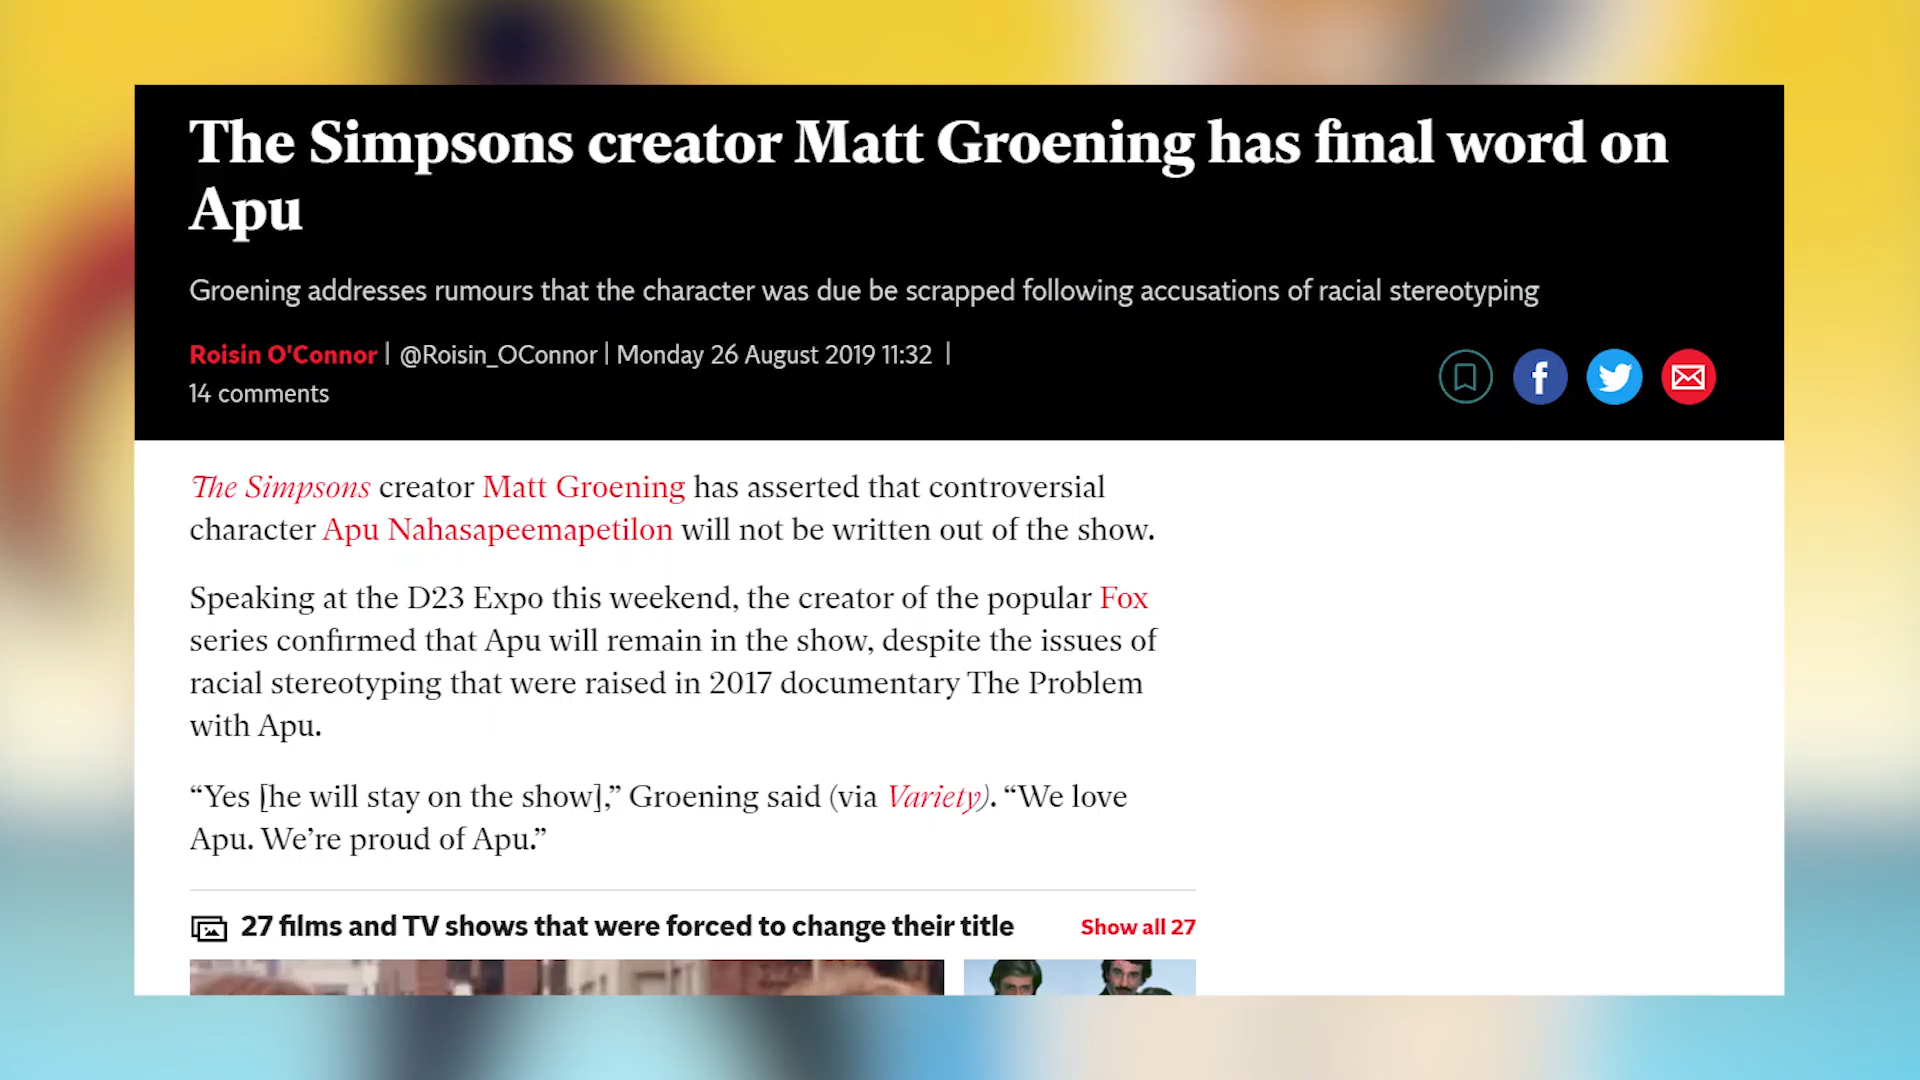 The Simpsons creator Matt Groening has final word on
Apu
Groening addresses rumours that the character was due be scrapped following accusations of racial stereotyping
Roisin O'Connor | @Roisin_OConnor | Monday 26 August 2019 11:32 |
14 comments
The Simpsons creator Matt Groening has asserted that controversial
character Apu Nahasapeemapetilon will not be written out of the show.
Speaking at the D23 Expo this weekend, the creator of the popular Fox
series confirmed that Apu will remain in the show, despite the issues of
racial stereotyping that were raised in 2017 documentary The Problem
with Apu.
“Yes [he will stay on the show],” Groening said (via Variety). “We love
Apu. We’re proud of Apu.”
27 films and TV shows that were forced to change their title
Show all 27